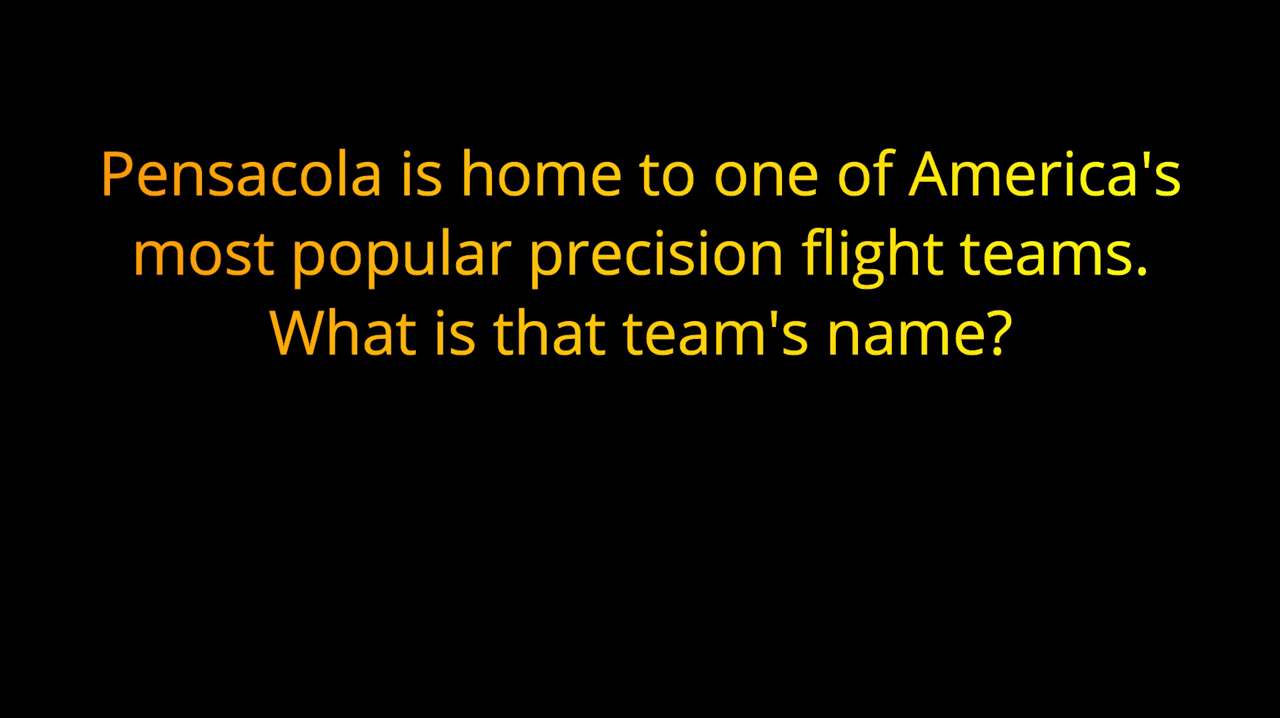 Pensacola is home to one of America's
most popular precision flight teams.
What is that team's name?